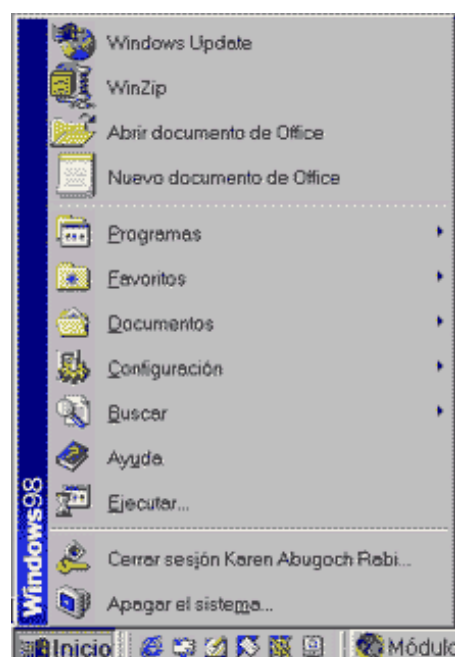 Windows Update
WinZip
Abrir documento de Office
Nuevo documento de Office
Programas
Favoritos
Documentos
Configuración
Buscar
Ayuda
Ejecutar...
Cerrar sesión Karen Abugoch Rabi...
Apagar el sistema...
Windows98
Inicio
Módulo